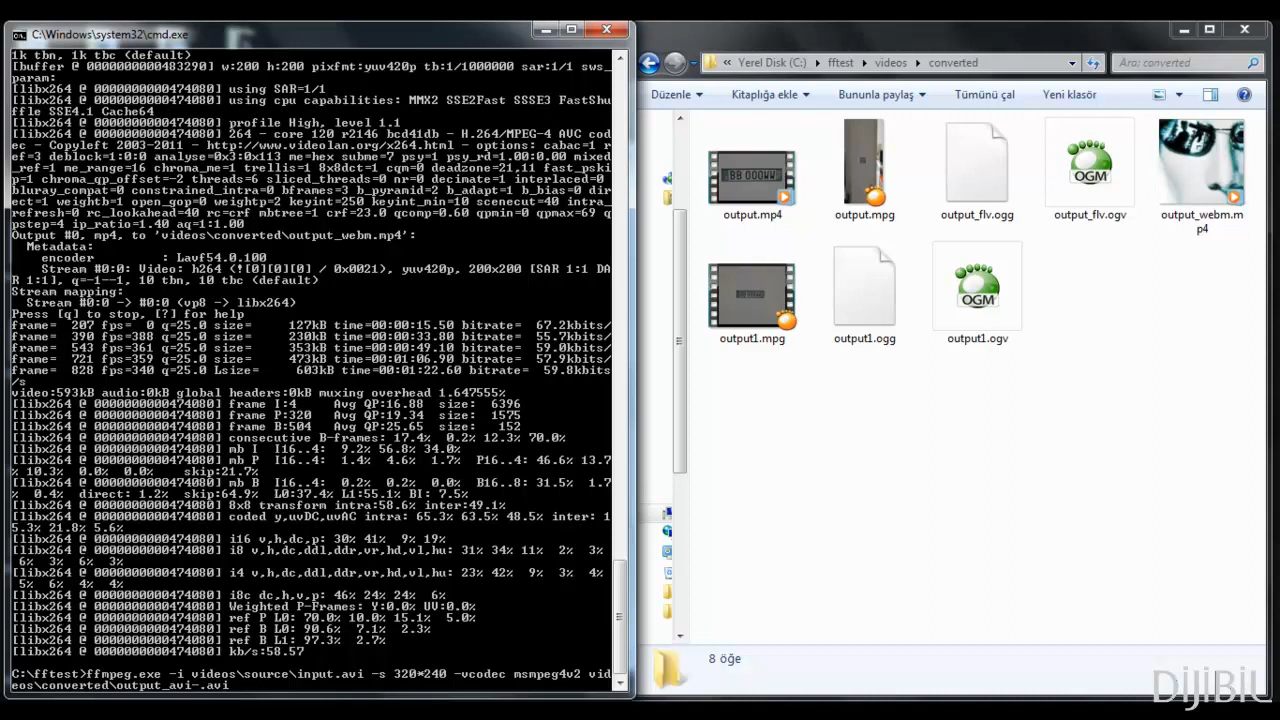 C:\Windows\system32\cmd.exe
1k tbn, 1k tbc (default)
[buffer @ 0000000000483290] w:200 h:200 pixfmt:yuv420p tb:1/1000000 sar:1/1 sws_
param:
[libx264 @ 0000000000474080] using SAR=1/1
[libx264 @ 0000000000474080] using cpu capabilities: MMX2 SSE2Fast SSSE3 FastShu
ffle SSE4.1 Cache64
[libx264 @ 0000000000474080] profile High, level 1.1
[libx264 @ 0000000000474080] 264 - core 120 r2146 bcd41db - H.264/MPEG-4 AVC cod
ec - Copyleft 2003-2011 - http://www.videolan.org/x264.html - options: cabac=1 r
ef=3 deblock=1:0:0 analyse=0x3:0x113 me=hex subme=7 psy=1 psy_rd=1.00:0.00 mixed
_ref=1 me_range=16 chroma_me=1 trellis=1 8x8dct=1 cqm=0 deadzone=21,11 fast_pski
p=1 chroma_qp_offset=-2 threads=6 sliced_threads=0 nr=0 decimate=1 interlaced=0
bluray_compat=0 constrained_intra=0 bframes=3 b_pyramid=2 b_adapt=1 b_bias=0 dir
ect=1 weightb=1 open_gop=0 weightp=2 keyint=250 keyint_min=10 scenecut=40 intra_
refresh=0 rc_lookahead=40 rc=crf mbtree=1 crf=23.0 qcomp=0.60 qpmin=0 qpmax=69 q
pstep=4 ip_ratio=1.40 aq=1:1.00
Output #0, mp4, to 'videos\converted\output_webm.mp4':
Metadata:
encoder : Lavf54.0.100
Stream #0:0: Video: h264 (![0][0][0] / 0x0021), yuv420p, 200x200 [SAR 1:1 DA
R 1:1], q=-1--1, 10 tbn, 10 tbc (default)
Stream mapping:
Stream #0:0 -> #0:0 (vp8 -> libx264)
Press [q] to stop, [?] for help
frame= 207 fps= 0 q=25.0 size= 127kB time=00:00:15.50 bitrate= 67.2kbits/
frame= 390 fps=388 q=25.0 size= 230kB time=00:00:33.80 bitrate= 55.7kbits/
frame= 543 fps=361 q=25.0 size= 353kB time=00:00:49.10 bitrate= 59.0kbits/
frame= 721 fps=359 q=25.0 size= 473kB time=00:01:06.90 bitrate= 57.9kbits/
frame= 828 fps=340 q=25.0 Lsize= 603kB time=00:01:22.60 bitrate= 59.8kbits
/s
video:593kB audio:0kB global headers:0kB muxing overhead 1.647555%
[libx264 @ 0000000000474080] frame I:4 Avg QP:16.88 size: 6396
[libx264 @ 0000000000474080] frame P:320 Avg QP:19.34 size: 1575
[libx264 @ 0000000000474080] frame B:504 Avg QP:25.65 size: 152
[libx264 @ 0000000000474080] consecutive B-frames: 17.4% 0.2% 12.3% 70.0%
[libx264 @ 0000000000474080] mb I I16..4: 9.2% 56.8% 34.0%
[libx264 @ 0000000000474080] mb P I16..4: 1.4% 4.6% 1.7% P16..4: 46.6% 13.7
% 10.3% 0.0% 0.0% skip:21.7%
[libx264 @ 0000000000474080] mb B I16..4: 0.2% 0.2% 0.0% B16..8: 31.5% 1.7
% 0.4% direct: 1.2% skip:64.9% L0:37.4% L1:55.1% BI: 7.5%
[libx264 @ 0000000000474080] 8x8 transform intra:58.6% inter:49.1%
[libx264 @ 0000000000474080] coded y,uvDC,uvAC intra: 65.3% 63.5% 48.5% inter: 1
5.3% 21.8% 5.6%
[libx264 @ 0000000000474080] i16 v,h,dc,p: 30% 41% 9% 19%
[libx264 @ 0000000000474080] i8 v,h,dc,ddl,ddr,vr,hd,vl,hu: 31% 34% 11% 2% 3%
6% 3% 6% 3%
[libx264 @ 0000000000474080] i4 v,h,dc,ddl,ddr,vr,hd,vl,hu: 23% 42% 9% 3% 4%
5% 6% 4% 4%
[libx264 @ 0000000000474080] i8c dc,h,v,p: 46% 24% 24% 6%
[libx264 @ 0000000000474080] Weighted P-Frames: Y:0.0% UV:0.0%
[libx264 @ 0000000000474080] ref P L0: 70.0% 10.0% 15.1% 5.0%
[libx264 @ 0000000000474080] ref B L0: 90.6% 7.1% 2.3%
[libx264 @ 0000000000474080] ref B L1: 97.3% 2.7%
[libx264 @ 0000000000474080] kb/s:58.57
C:\fftest>ffmpeg.exe -i videos\source\input.avi -s 320*240 -vcodec msmpeg4v2 vid
eos\converted\output_avi-.avi
« Yerel Disk (C:) fftest videos converted
Ara: converted
Düzenle Kitaplığa ekle Bununla paylaş Tümünü çal Yeni klasör
OGM
output.mp4 output.mpg output_flv.ogg output_flv.ogv output_webm.m
p4
OGM
output1.mpg output1.ogg output1.ogv
8 öğe
DijiBil